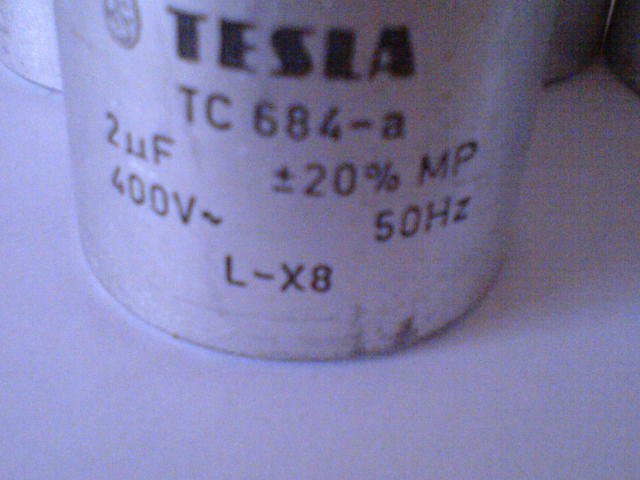 TESLA
TC 684-a
2µF ±20% MP
400V~ 50Hz
L-X8